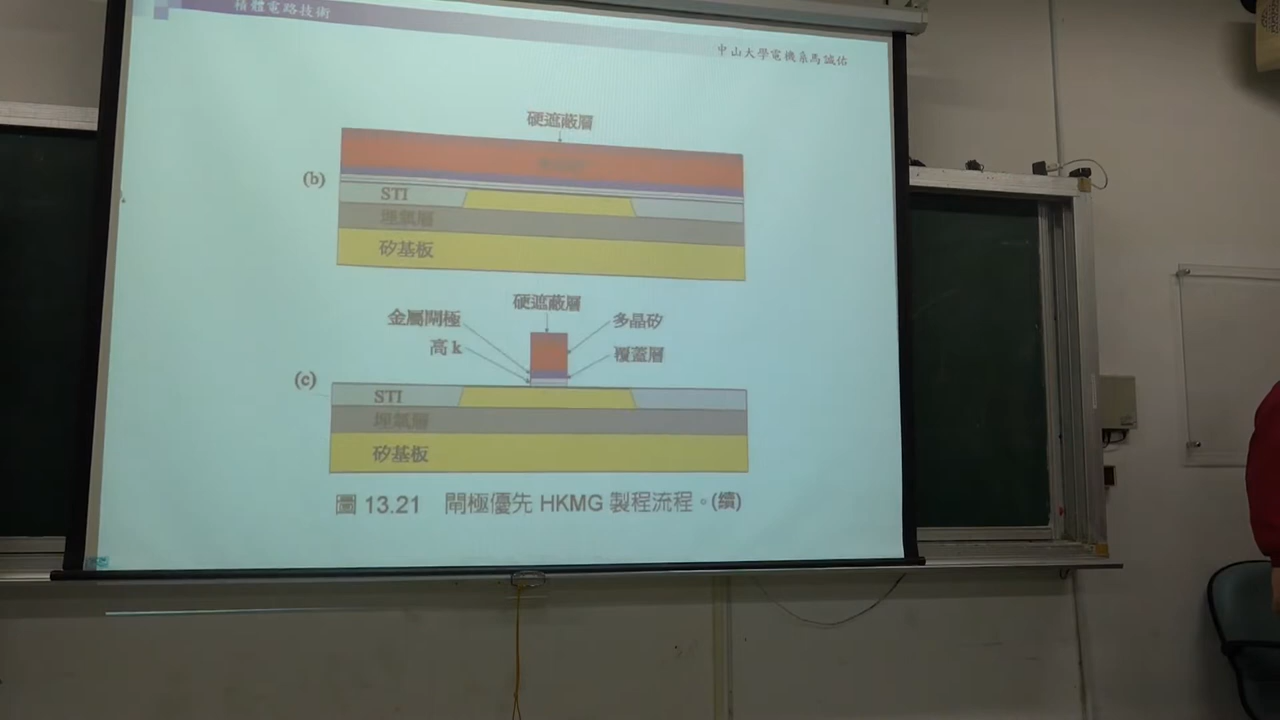 積體電路技術
中山大學電機系馬誠佑
硬遮蔽層
(b)
STI
埋氧層
矽基板
硬遮蔽層
金屬閘極
多晶矽
高 k
覆蓋層
(c)
STI
埋氧層
矽基板
圖 13.21 閘極優先 HKMG 製程流程。(續)